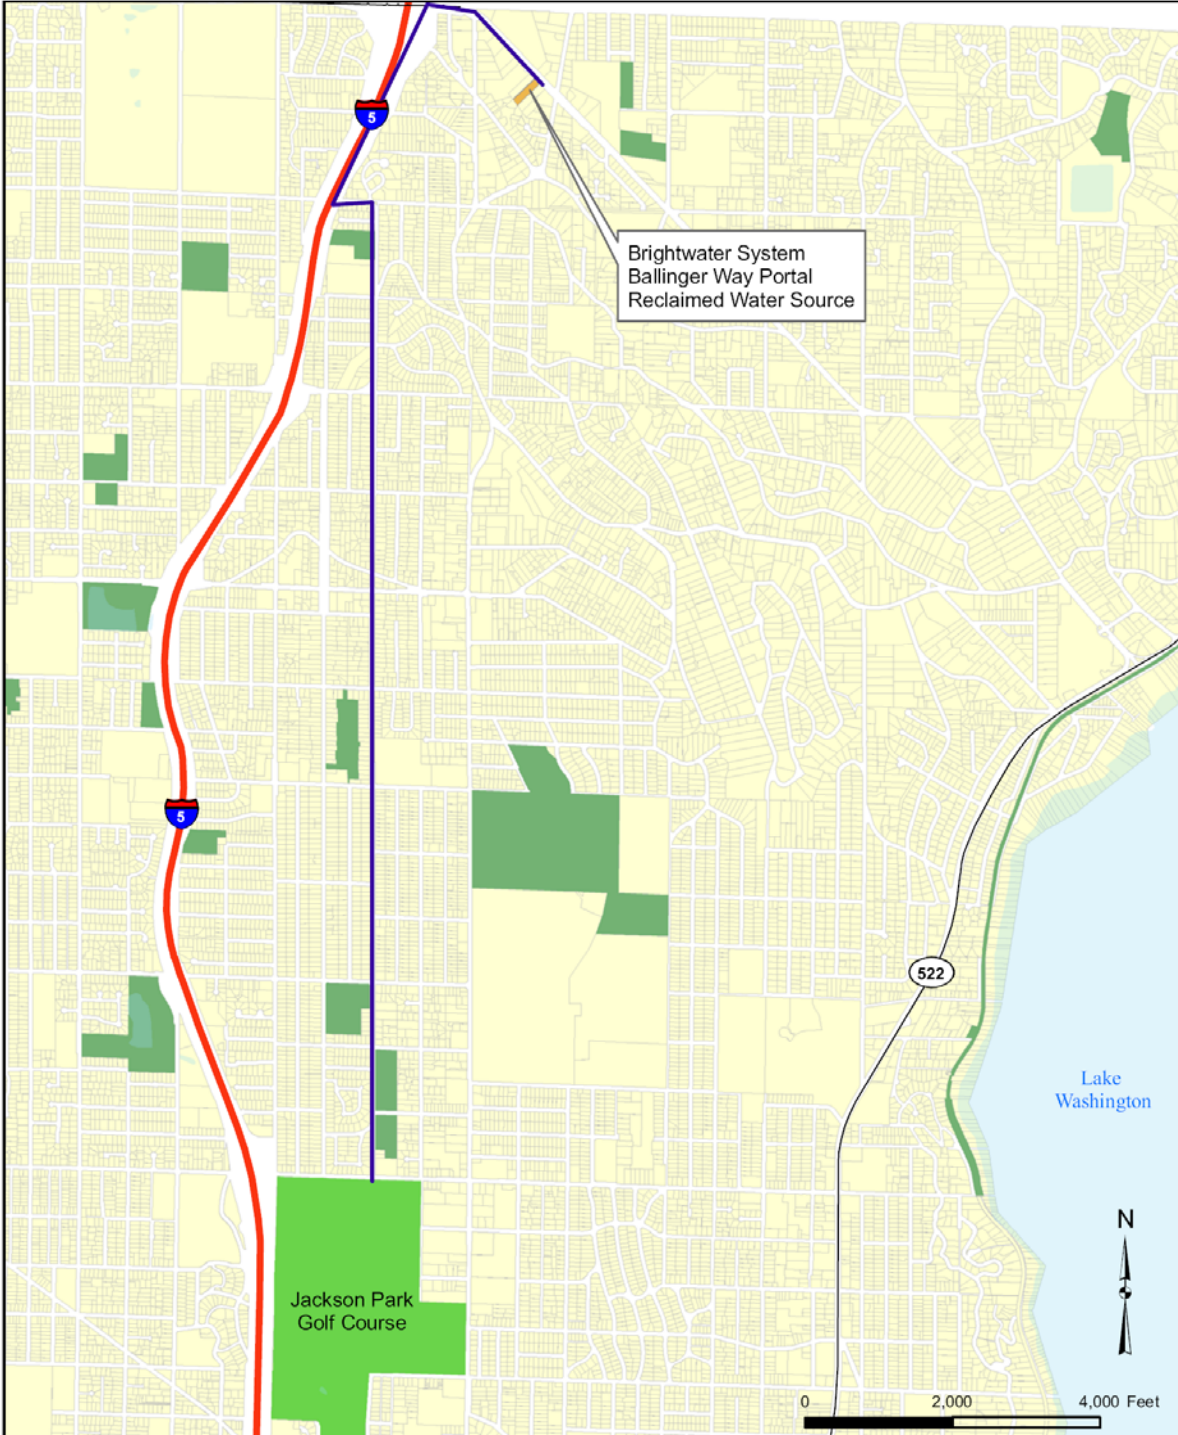 5
Brightwater System
Ballinger Way Portal
Reclaimed Water Source
5
522
Lake
Washington
N
Jackson Park
Golf Course
0 2,000 4,000 Feet